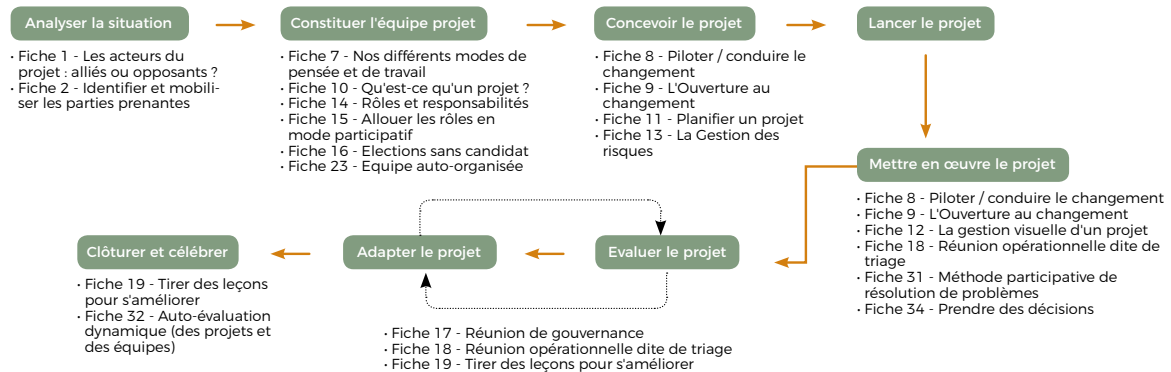 Analyser la situation
• Fiche 1 - Les acteurs du
projet : alliés ou opposants ?
• Fiche 2 - Identifier et mobili-
ser les parties prenantes
Constituer l'équipe projet
• Fiche 7 - Nos différents modes de
pensée et de travail
• Fiche 10 - Qu'est-ce qu'un projet ?
• Fiche 14 - Rôles et responsabilités
• Fiche 15 - Allouer les rôles en
mode participatif
• Fiche 16 - Elections sans candidat
• Fiche 23 - Equipe auto-organisée
Concevoir le projet
• Fiche 8 - Piloter / conduire le
changement
• Fiche 9 - L'Ouverture au
changement
• Fiche 11 - Planifier un projet
• Fiche 13 - La Gestion des
risques
Lancer le projet
Mettre en œuvre le projet
• Fiche 8 - Piloter / conduire le changement
• Fiche 9 - L'Ouverture au changement
• Fiche 12 - La gestion visuelle d'un projet
• Fiche 18 - Réunion opérationnelle dite de
triage
• Fiche 31 - Méthode participative de
résolution de problèmes
• Fiche 34 - Prendre des décisions
Evaluer le projet
Adapter le projet
• Fiche 17 - Réunion de gouvernance
• Fiche 18 - Réunion opérationnelle dite de triage
• Fiche 19 - Tirer des leçons pour s'améliorer
Clôturer et célébrer
• Fiche 19 - Tirer des leçons
pour s'améliorer
• Fiche 32 - Auto-évaluation
dynamique (des projets et
des équipes)